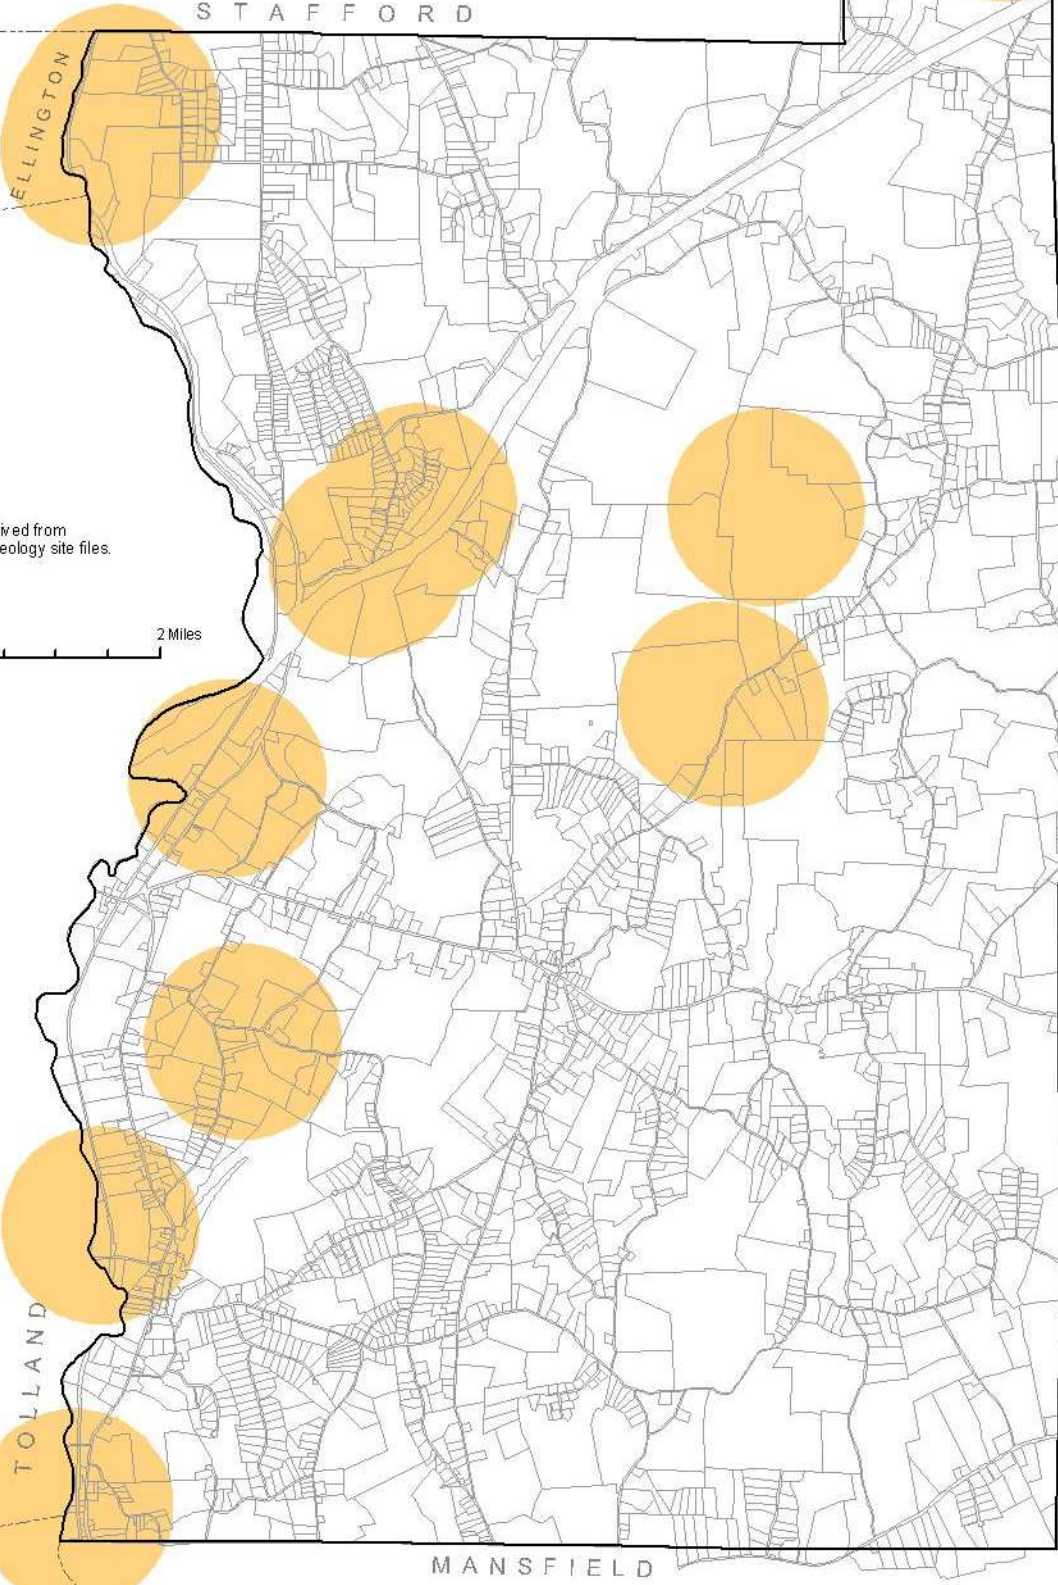 STAFFORD
ELLINGTON
ived from
eology site files.
2 Miles
TOLLAND
MANSFIELD